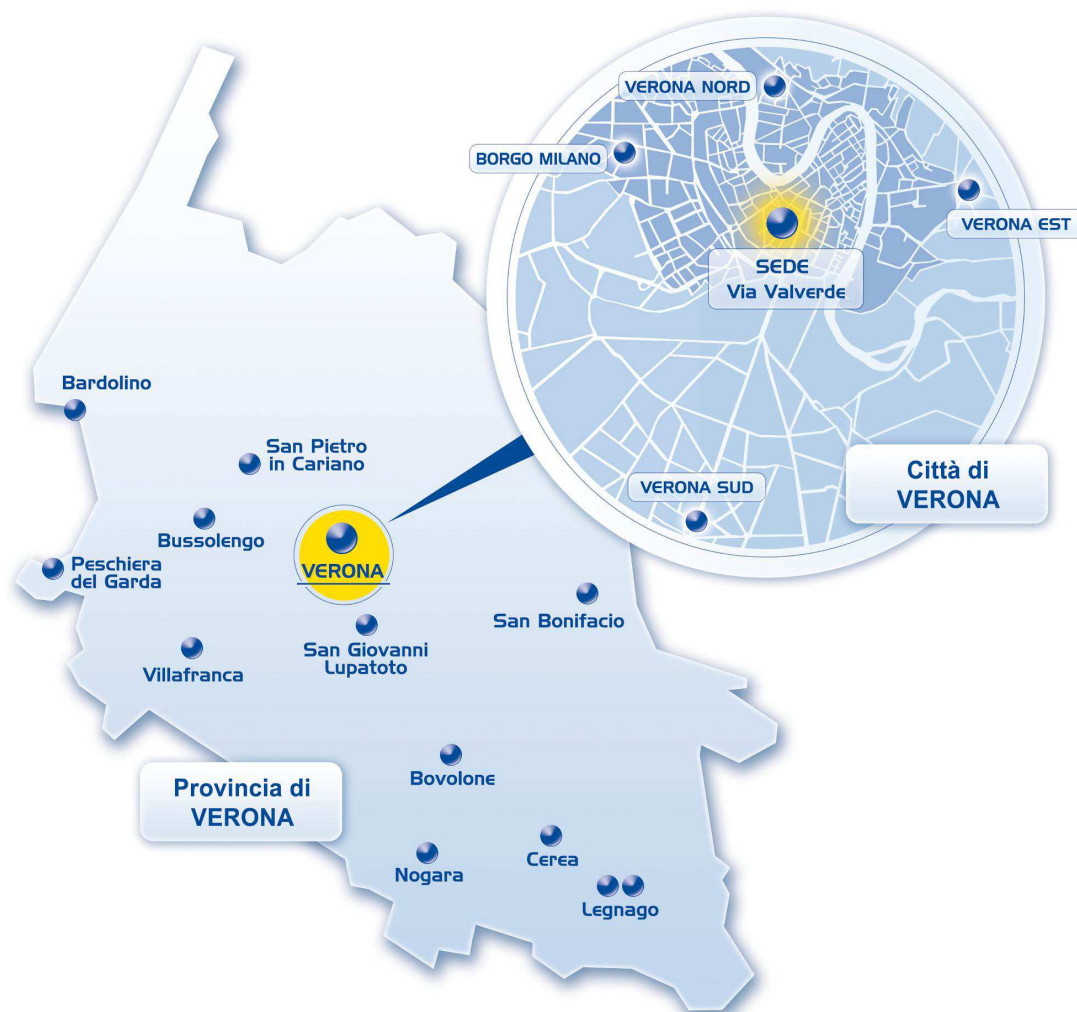 VERONA NORD
BORGO MILANO
VERONA EST
SEDE
Via Valverde
VERONA SUD
Città di
VERONA
Bardolino
San Pietro
in Cariano
Bussolengo
VERONA
Peschiera
del Garda
San Bonifacio
San Giovanni
Lupatoto
Villafranca
Bovolone
Provincia di
VERONA
Cerea
Nogara
Legnago